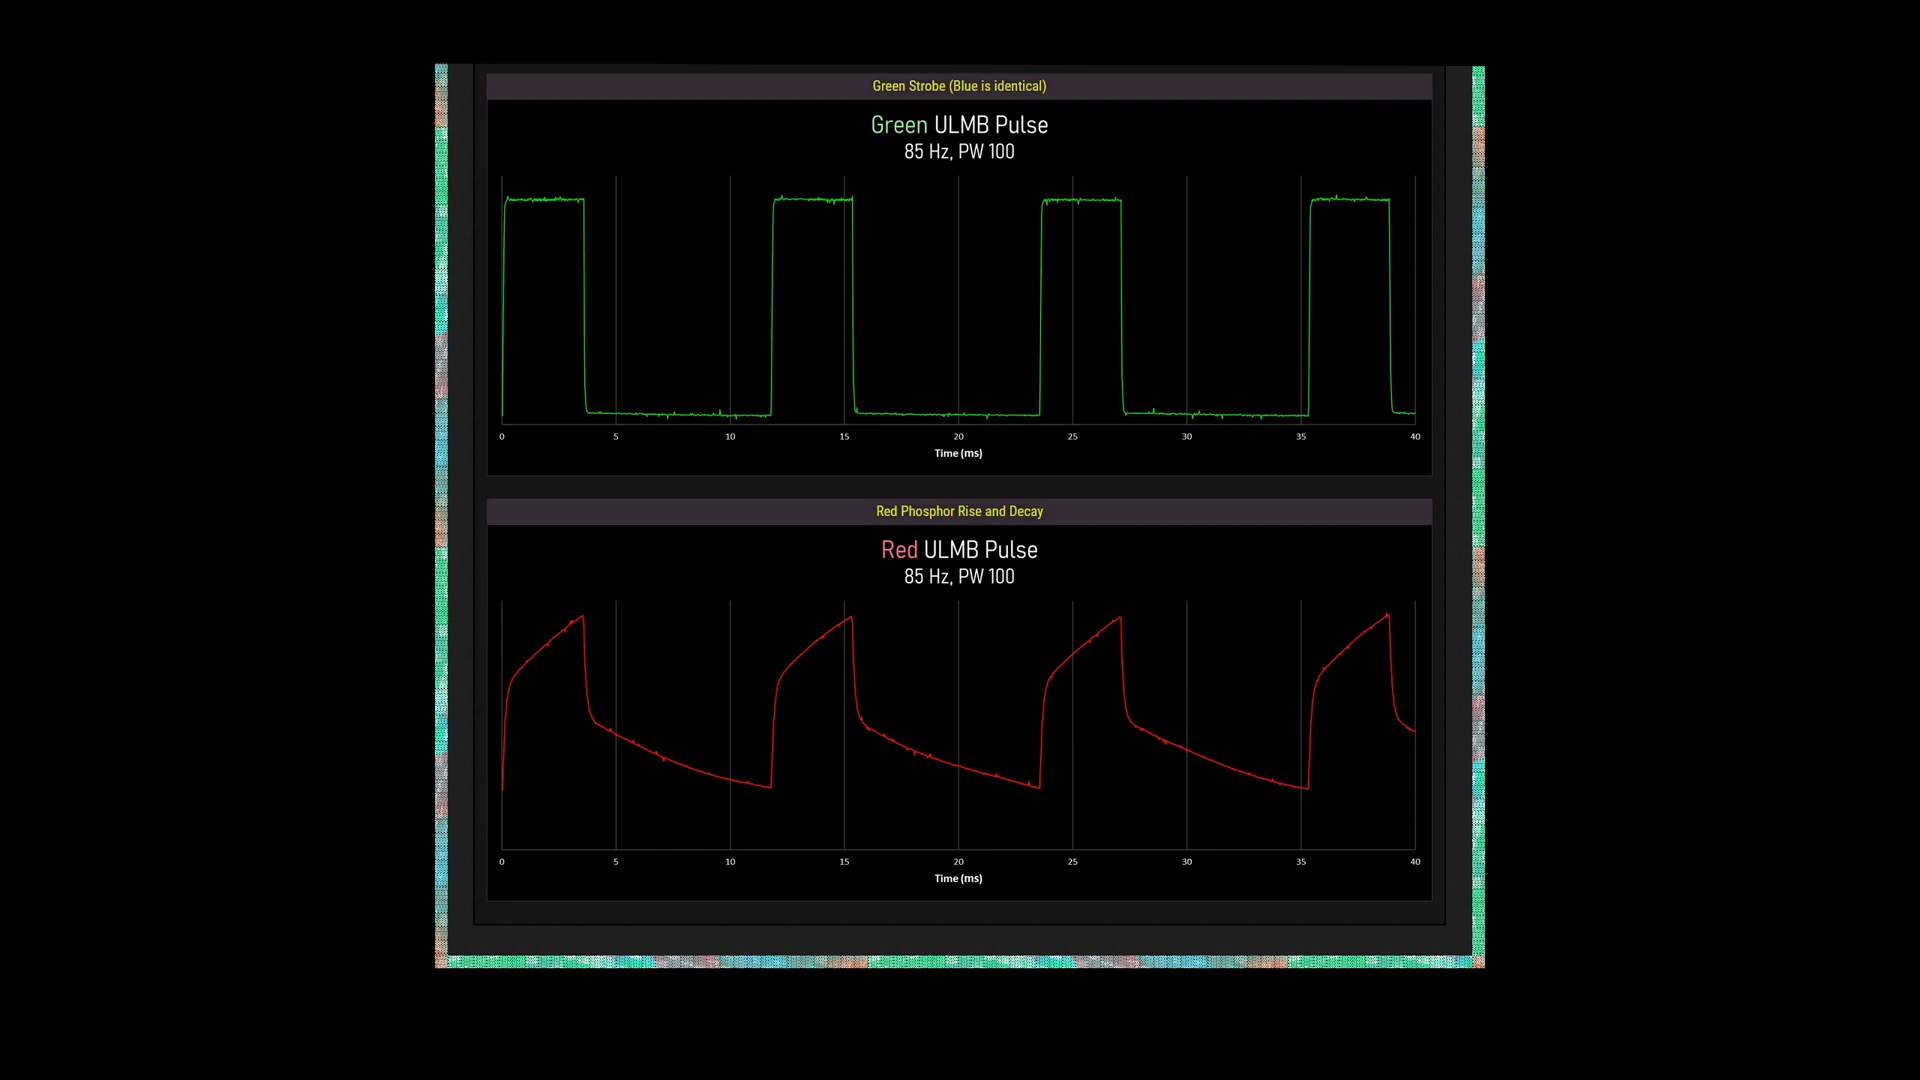 Green Strobe (Blue is identical)
Green ULMB Pulse
85 Hz, PW 100
0 5 10 15 20 25 30 35 40
Time (ms)
Red Phosphor Rise and Decay
Red ULMB Pulse
85 Hz, PW 100
0 5 10 15 20 25 30 35 40
Time (ms)